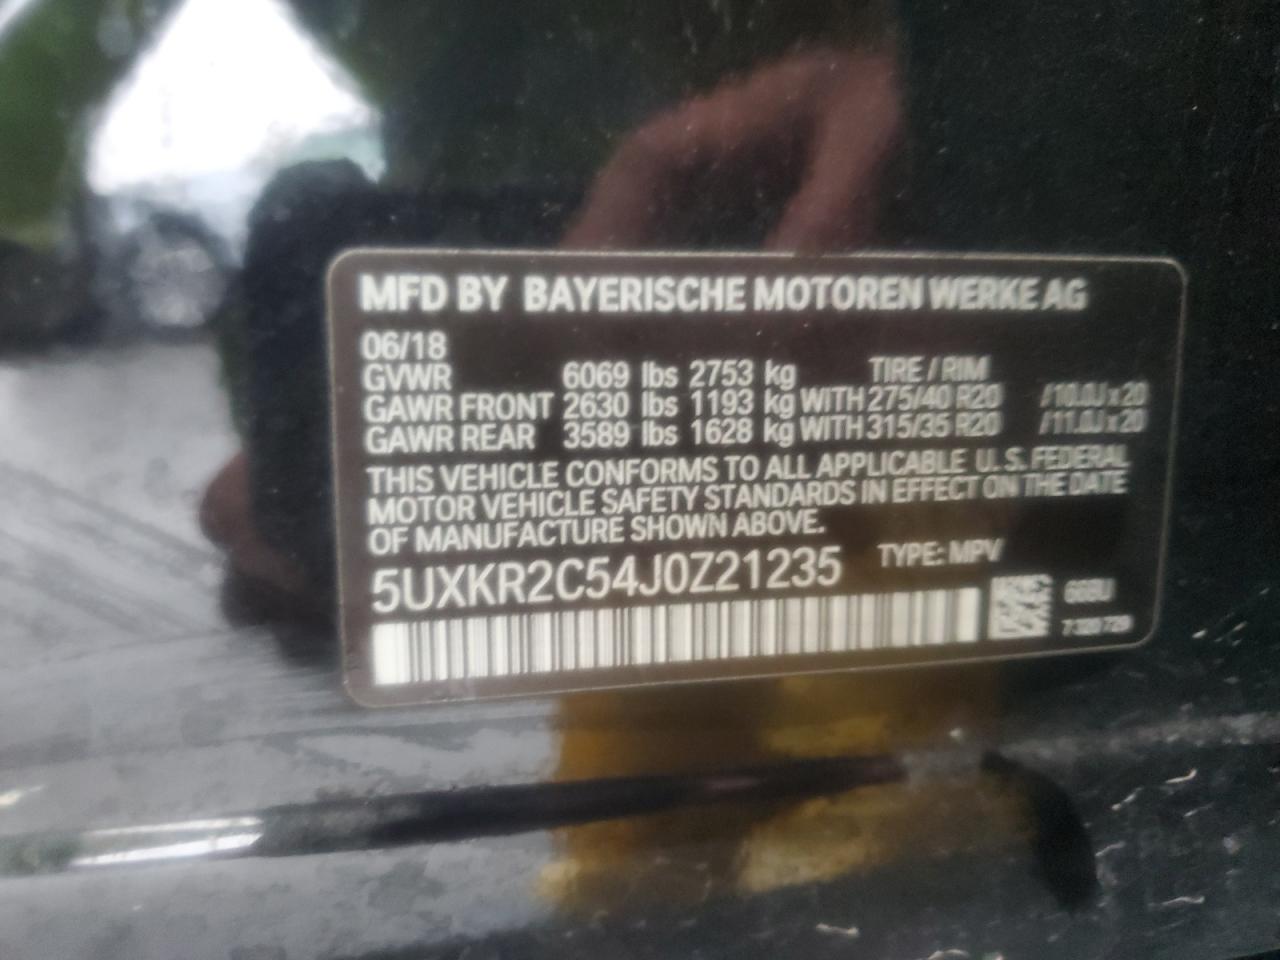 MFD BY BAYERISCHE MOTOREN WERKE AG
06/18
GVWR 6069 lbs 2753 kg TIRE / RIM
GAWR FRONT 2630 lbs 1193 kg WITH 275/40 R20 /10.0J x 20
GAWR REAR 3589 lbs 1628 kg WITH 315/35 R20 /11.0J x 20
THIS VEHICLE CONFORMS TO ALL APPLICABLE U.S. FEDERAL
MOTOR VEHICLE SAFETY STANDARDS IN EFFECT ON THE DATE
OF MANUFACTURE SHOWN ABOVE.
5UXKR2C54J0Z21235 TYPE: MPV